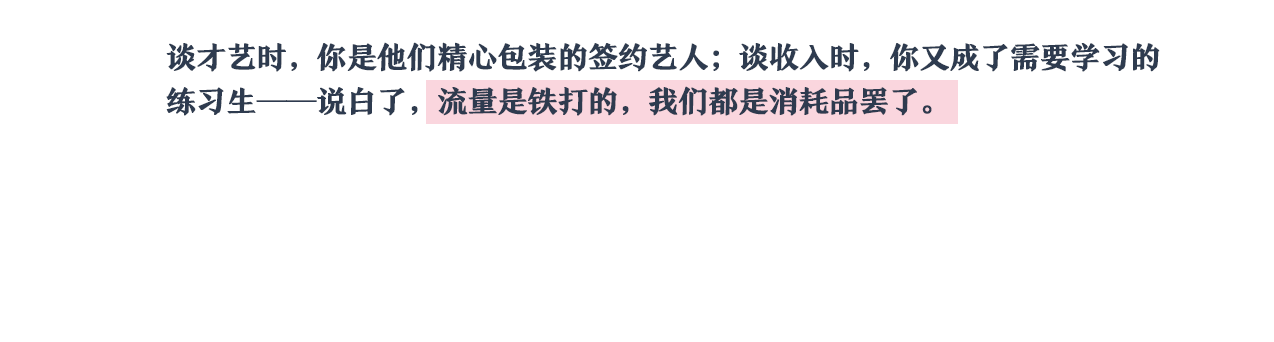 谈才艺时，你是他们精心包装的签约艺人；谈收入时，你又成了需要学习的
练习生——说白了，流量是铁打的，我们都是消耗品罢了。